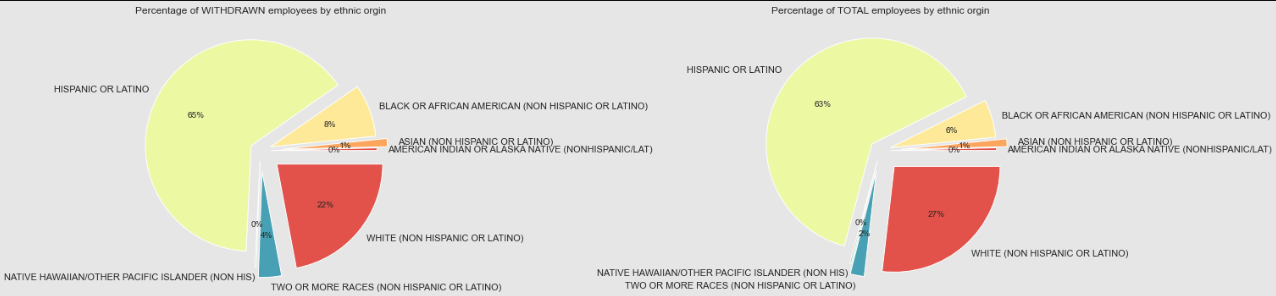 Percentage of WITHDRAWN employees by ethnic orgin
HISPANIC OR LATINO
65%
BLACK OR AFRICAN AMERICAN (NON HISPANIC OR LATINO)
8%
ASIAN (NON HISPANIC OR LATINO)
1%
0%
AMERICAN INDIAN OR ALASKA NATIVE (NONHISPANIC/LAT)
22%
0%
4%
WHITE (NON HISPANIC OR LATINO)
NATIVE HAWAIIAN/OTHER PACIFIC ISLANDER (NON HIS)
TWO OR MORE RACES (NON HISPANIC OR LATINO)
Percentage of TOTAL employees by ethnic orgin
HISPANIC OR LATINO
63%
BLACK OR AFRICAN AMERICAN (NON HISPANIC OR LATINO)
6%
ASIAN (NON HISPANIC OR LATINO)
1%
0%
AMERICAN INDIAN OR ALASKA NATIVE (NONHISPANIC/LAT)
27%
0%
2%
WHITE (NON HISPANIC OR LATINO)
NATIVE HAWAIIAN/OTHER PACIFIC ISLANDER (NON HIS)
TWO OR MORE RACES (NON HISPANIC OR LATINO)